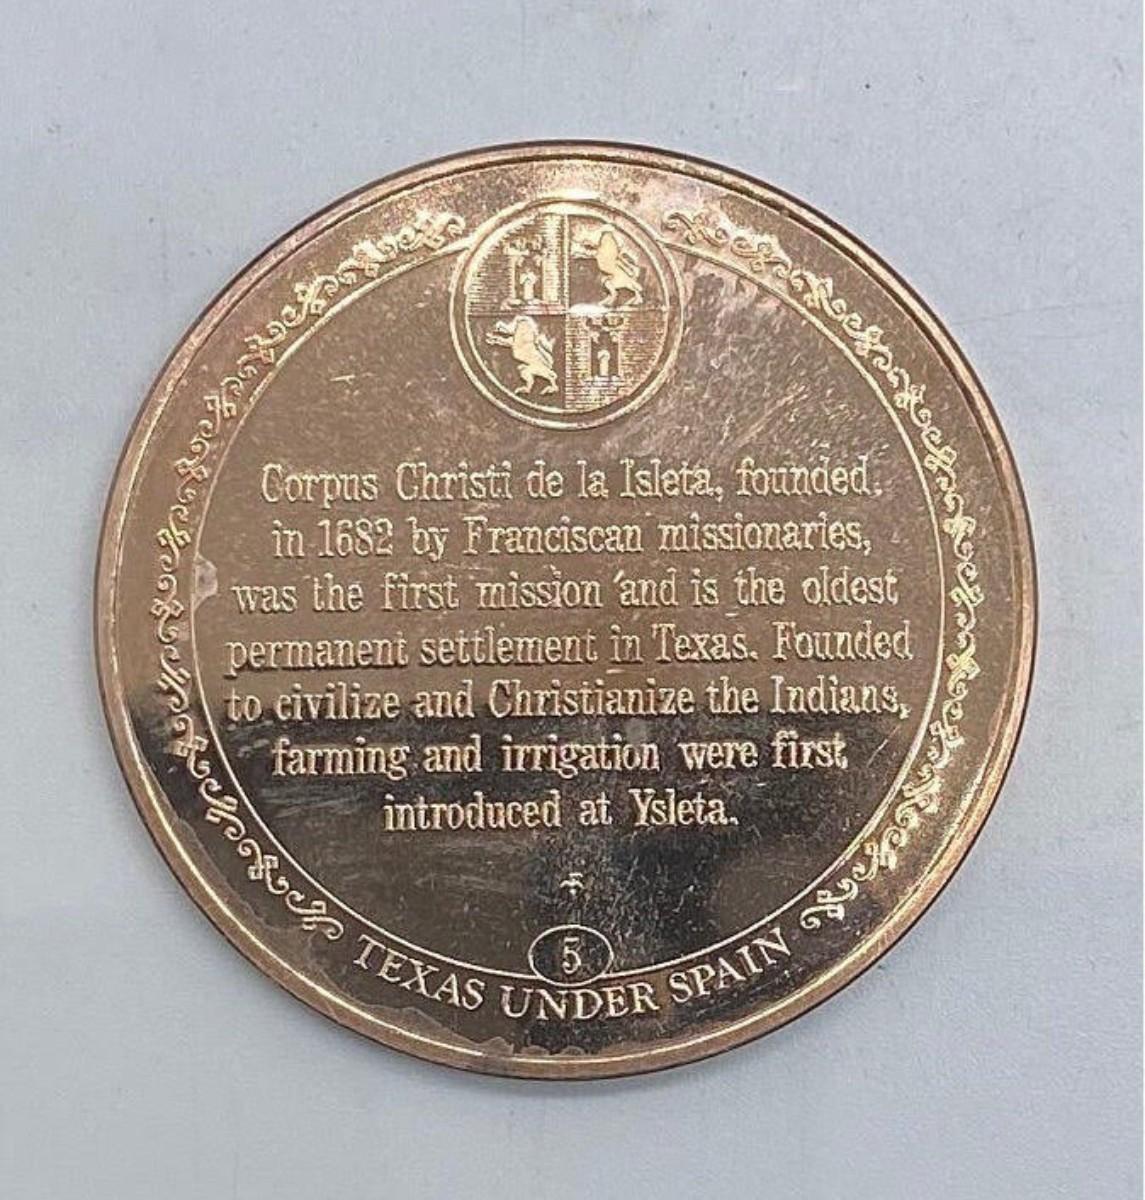 Corpus Christi de la Isleta, founded
in 1682 by Franciscan missionaries,
was the first mission and is the oldest
permanent settlement in Texas. Founded
to civilize and Christianize the Indians,
farming and irrigation were first
introduced at Ysleta.
5
TEXAS UNDER SPAIN